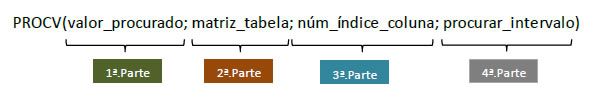 PROCV(valor_procurado; matriz_tabela; núm_índice_coluna; procurar_intervalo)
1ª.Parte 2ª.Parte 3ª.Parte 4ª.Parte